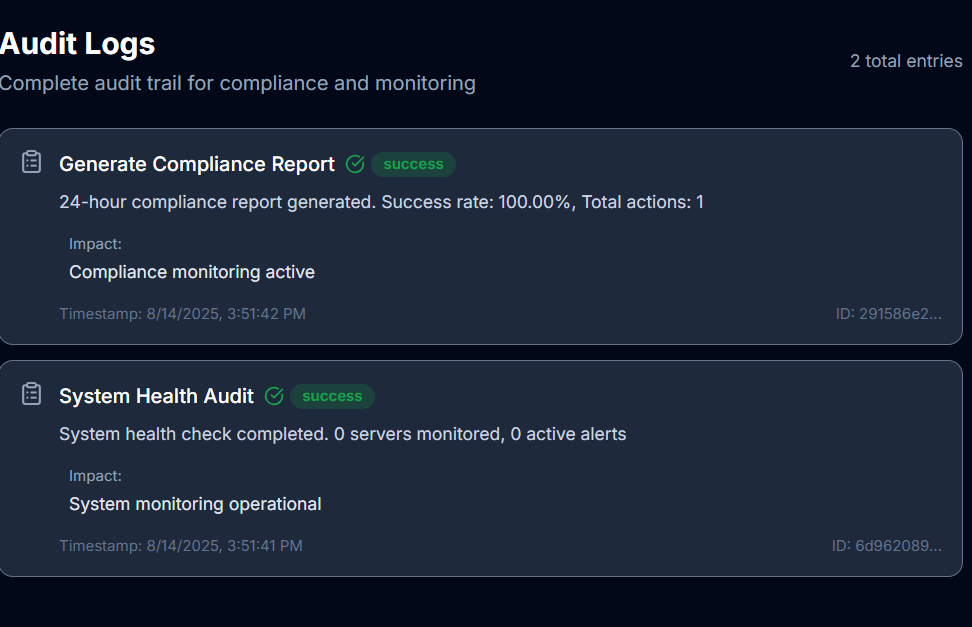 Audit Logs
2 total entries
Complete audit trail for compliance and monitoring
Generate Compliance Report success
24-hour compliance report generated. Success rate: 100.00%, Total actions: 1
Impact:
Compliance monitoring active
Timestamp: 8/14/2025, 3:51:42 PM ID: 291586e2...
System Health Audit success
System health check completed. 0 servers monitored, 0 active alerts
Impact:
System monitoring operational
Timestamp: 8/14/2025, 3:51:41 PM ID: 6d962089...